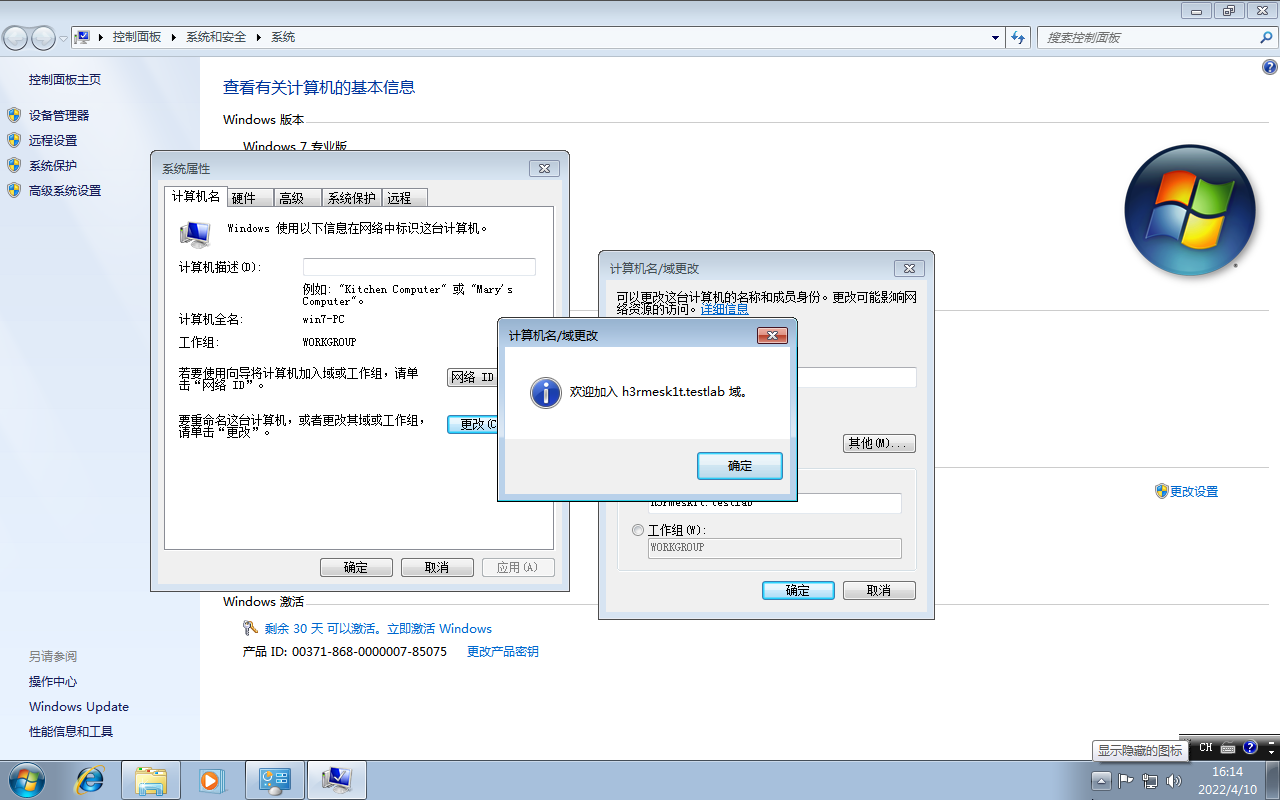 控制面板 系统和安全 系统
搜索控制面板
控制面板主页
设备管理器
远程设置
系统保护
高级系统设置
查看有关计算机的基本信息
Windows 版本
Windows 7 专业版
系统属性
计算机名 硬件 高级 系统保护 远程
Windows 使用以下信息在网络中标识这台计算机。
计算机描述(D):
例如: "Kitchen Computer" 或 "Mary's
Computer"。
计算机全名: win7-PC
工作组: WORKGROUP
若要使用向导将计算机加入域或工作组，请单
击“网络 ID”。
网络 ID
要重命名这台计算机，或者更改其域或工作组，
请单击“更改”。
更改(C
确定 取消 应用(A)
计算机名/域更改
可以更改这台计算机的名称和成员身份。更改可能影响网
络资源的访问。详细信息
其他(M)...
h3rmesk1t.testlab
工作组(W):
WORKGROUP
确定 取消
计算机名/域更改
欢迎加入 h3rmesk1t.testlab 域。
确定
更改设置
Windows 激活
剩余 30 天 可以激活。立即激活 Windows
产品 ID: 00371-868-0000007-85075 更改产品密钥
另请参阅
操作中心
Windows Update
性能信息和工具
显示隐藏的图标
CH
16:14
2022/4/10